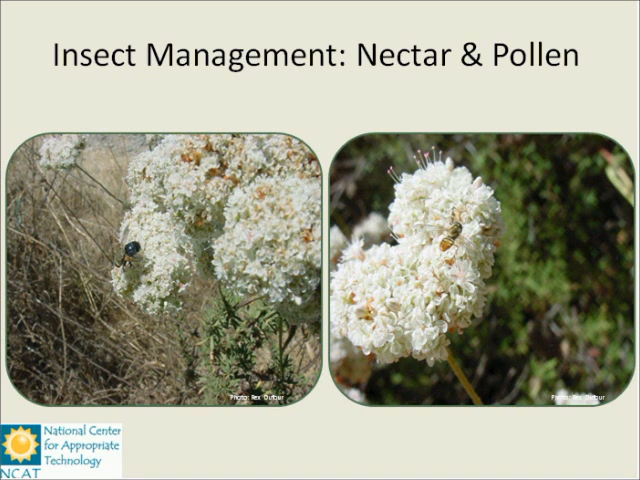 Insect Management: Nectar & Pollen
Photo: Rex Dufour
Photo: Rex Dufour
National Center
for Appropriate
Technology
NCAT